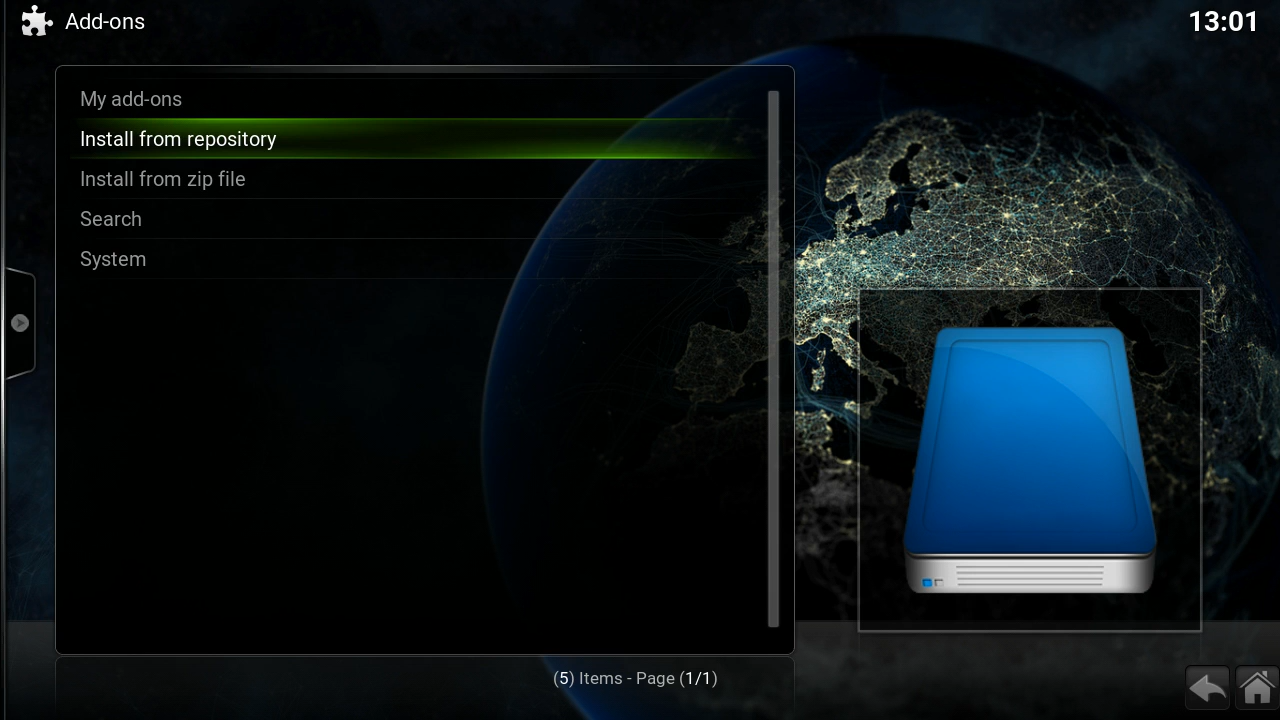 Add-ons
13:01
My add-ons
Install from repository
Install from zip file
Search
System
(5) Items - Page (1/1)